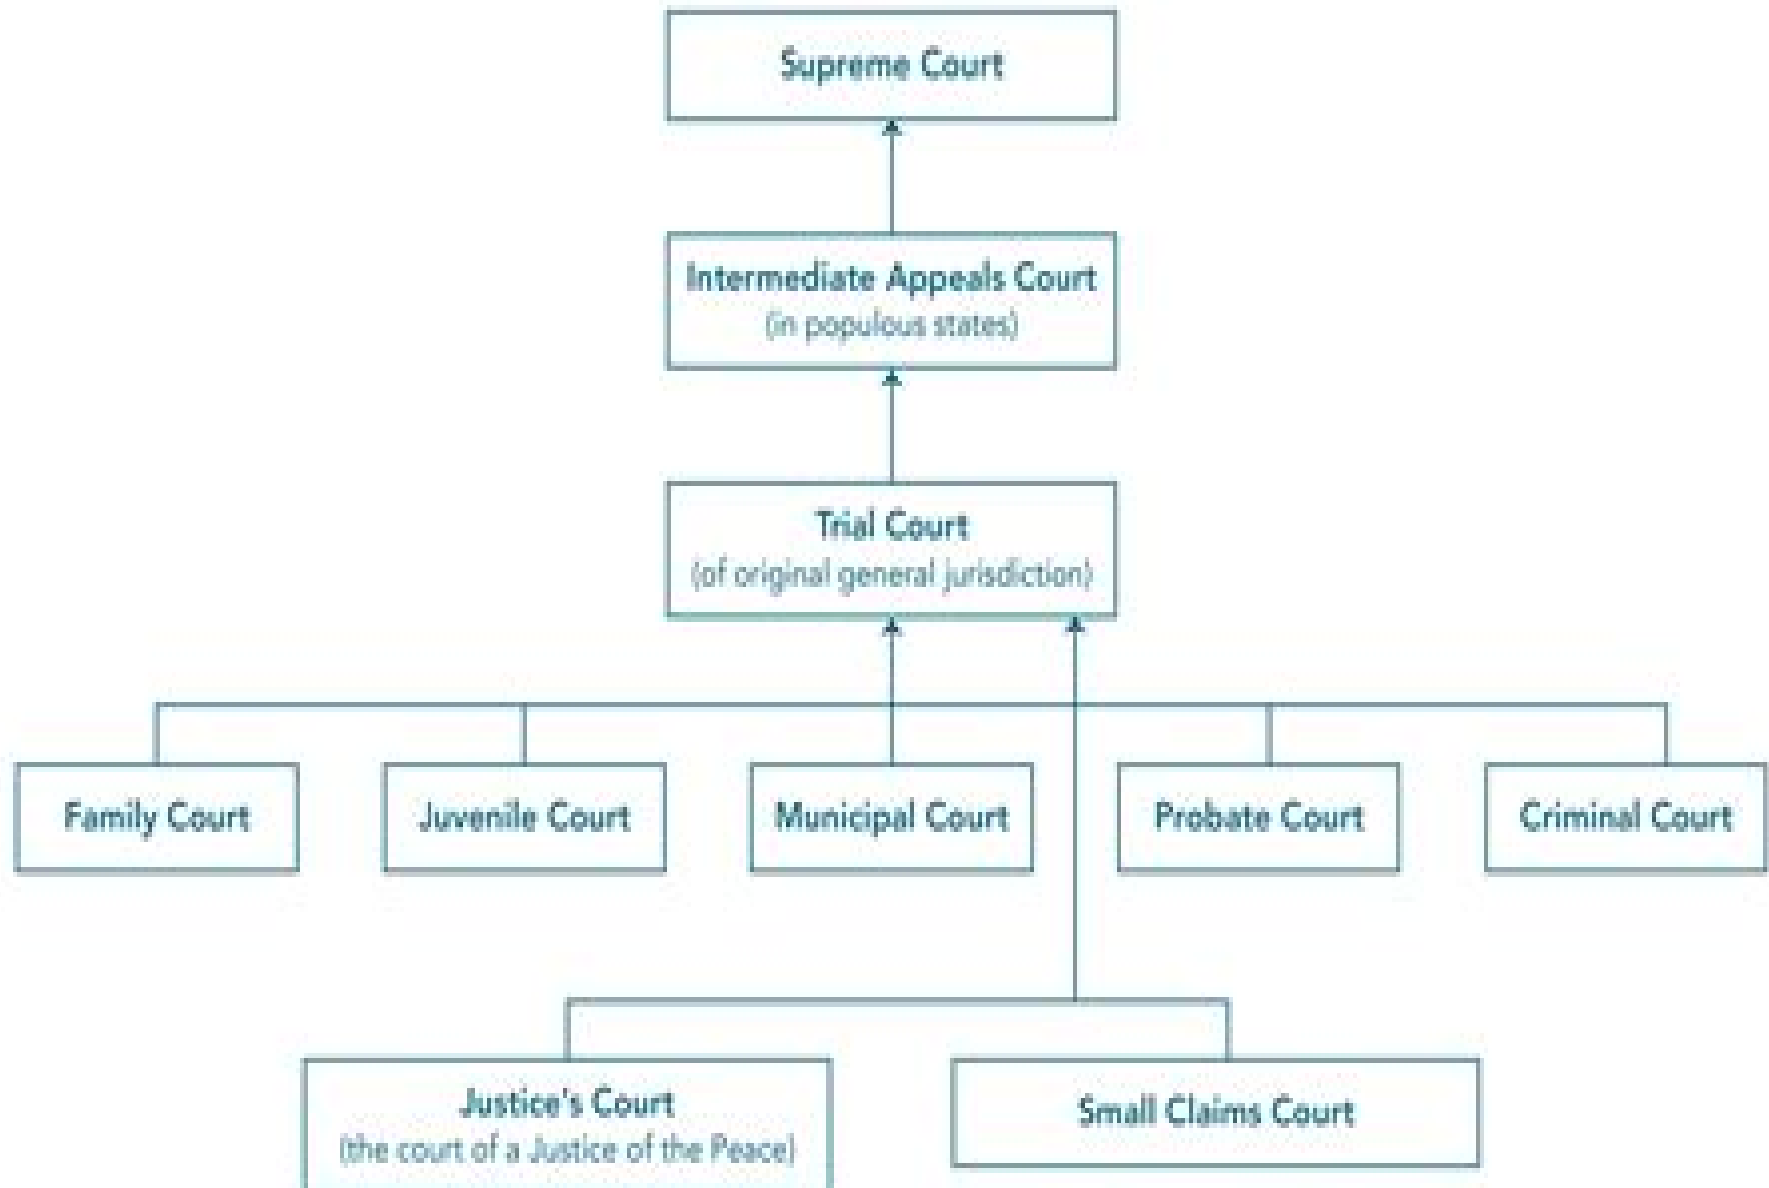 Supreme Court
Intermediate Appeals Court
(in populous states)
Trial Court
(of original general jurisdiction)
Family Court
Juvenile Court
Municipal Court
Probate Court
Criminal Court
Justice's Court
(the court of a Justice of the Peace)
Small Claims Court